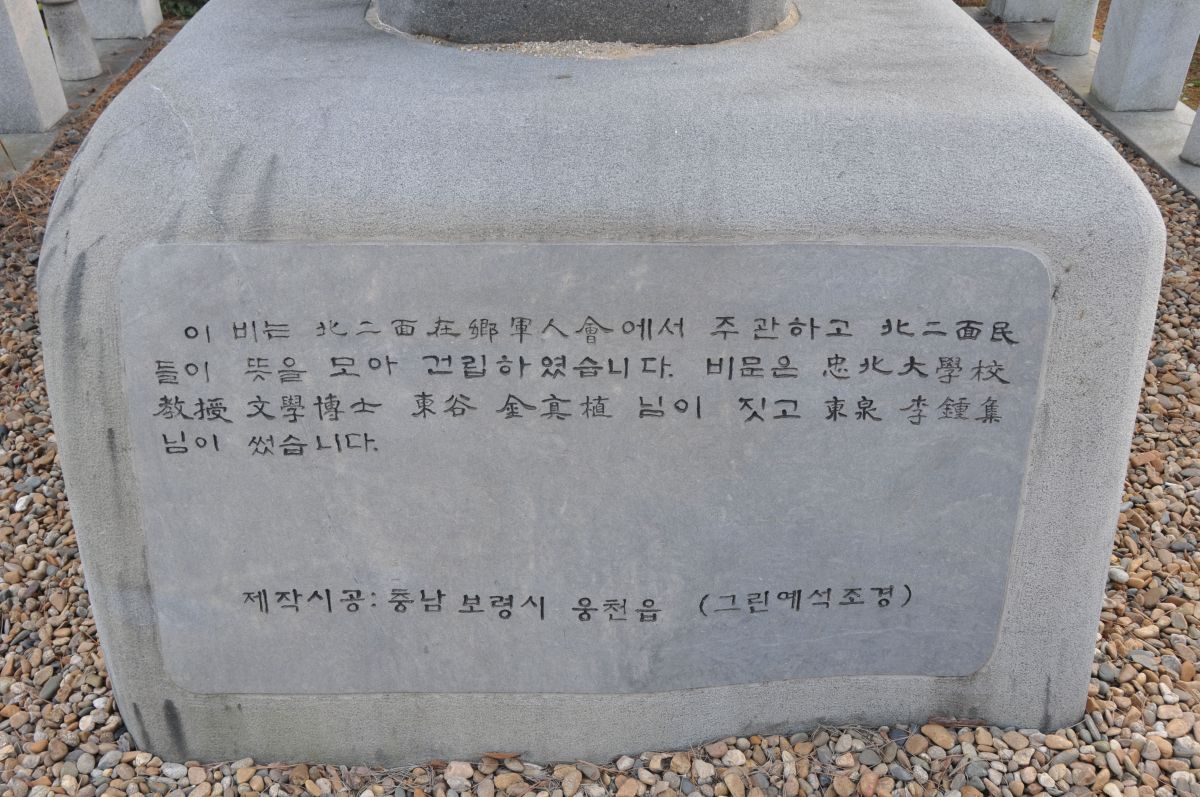 이 비는 北二面在鄕軍人會에서 주관하고 北二面民
들이 뜻을 모아 건립하였습니다. 비문은 忠北大學校
敎授 文學博士 東谷 金眞植 님이 짓고 東泉 李鍾集
님이 썼습니다.
제작시공: 충남 보령시 웅천읍 (그린예석조경)